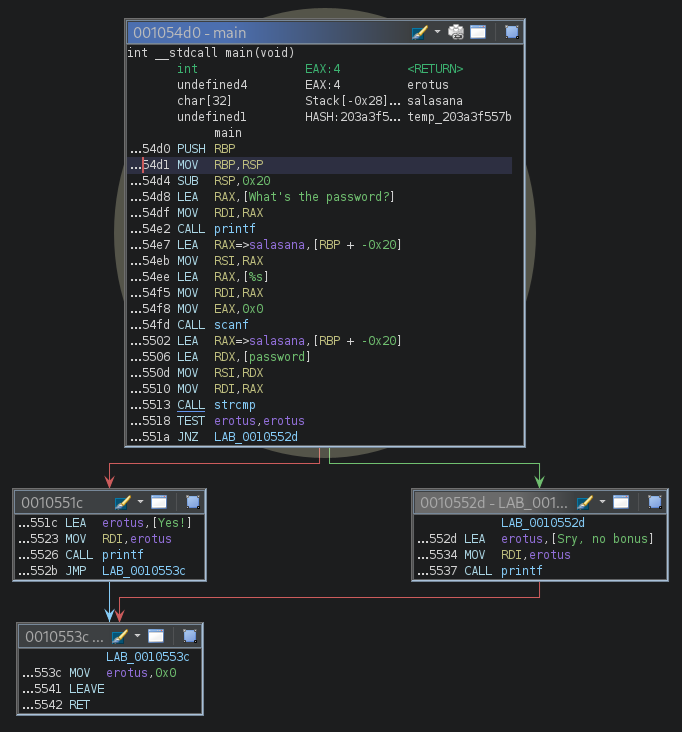 001054d0 - main
int __stdcall main(void)
int EAX:4 <RETURN>
undefined4 EAX:4 erotus
char[32] Stack[-0x28]... salasana
undefined1 HASH:203a3f5... temp_203a3f557b
main
...54d0 PUSH RBP
...54d1 MOV RBP,RSP
...54d4 SUB RSP,0x20
...54d8 LEA RAX,[What's the password?]
...54df MOV RDI,RAX
...54e2 CALL printf
...54e7 LEA RAX=>salasana,[RBP + -0x20]
...54eb MOV RSI,RAX
...54ee LEA RAX,[%s]
...54f5 MOV RDI,RAX
...54f8 MOV EAX,0x0
...54fd CALL scanf
...5502 LEA RAX=>salasana,[RBP + -0x20]
...5506 LEA RDX,[password]
...550d MOV RSI,RDX
...5510 MOV RDI,RAX
...5513 CALL strcmp
...5518 TEST erotus,erotus
...551a JNZ LAB_0010552d
0010551c
...551c LEA erotus,[Yes!]
...5523 MOV RDI,erotus
...5526 CALL printf
...552b JMP LAB_0010553c
0010552d - LAB_001...
LAB_0010552d
...552d LEA erotus,[Sry, no bonus]
...5534 MOV RDI,erotus
...5537 CALL printf
0010553c ...
LAB_0010553c
...553c MOV erotus,0x0
...5541 LEAVE
...5542 RET